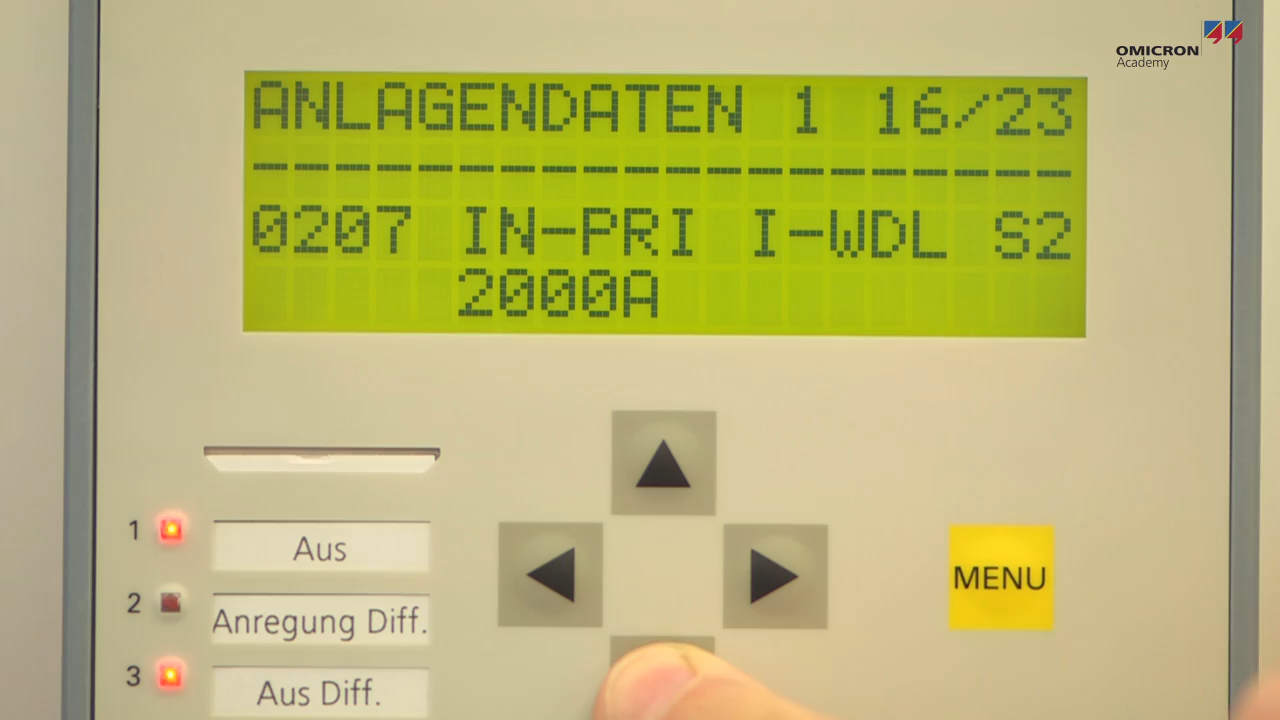 OMICRON
Academy
ANLAGENDATEN 1 16/23
--------------------
0207 IN-PRI I-WDL S2
2000A
1 Aus
2 Anregung Diff.
3 Aus Diff.
MENU